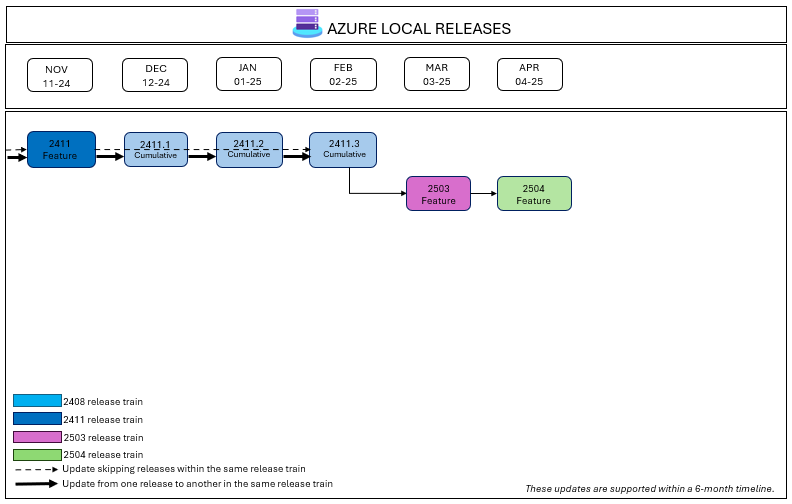 AZURE LOCAL RELEASES
NOV
11-24
DEC
12-24
JAN
01-25
FEB
02-25
MAR
03-25
APR
04-25
2411
Feature
2411.1
Cumulative
2411.2
Cumulative
2411.3
Cumulative
2503
Feature
2504
Feature
2408 release train
2411 release train
2503 release train
2504 release train
Update skipping releases within the same release train
Update from one release to another in the same release train
These updates are supported within a 6-month timeline.